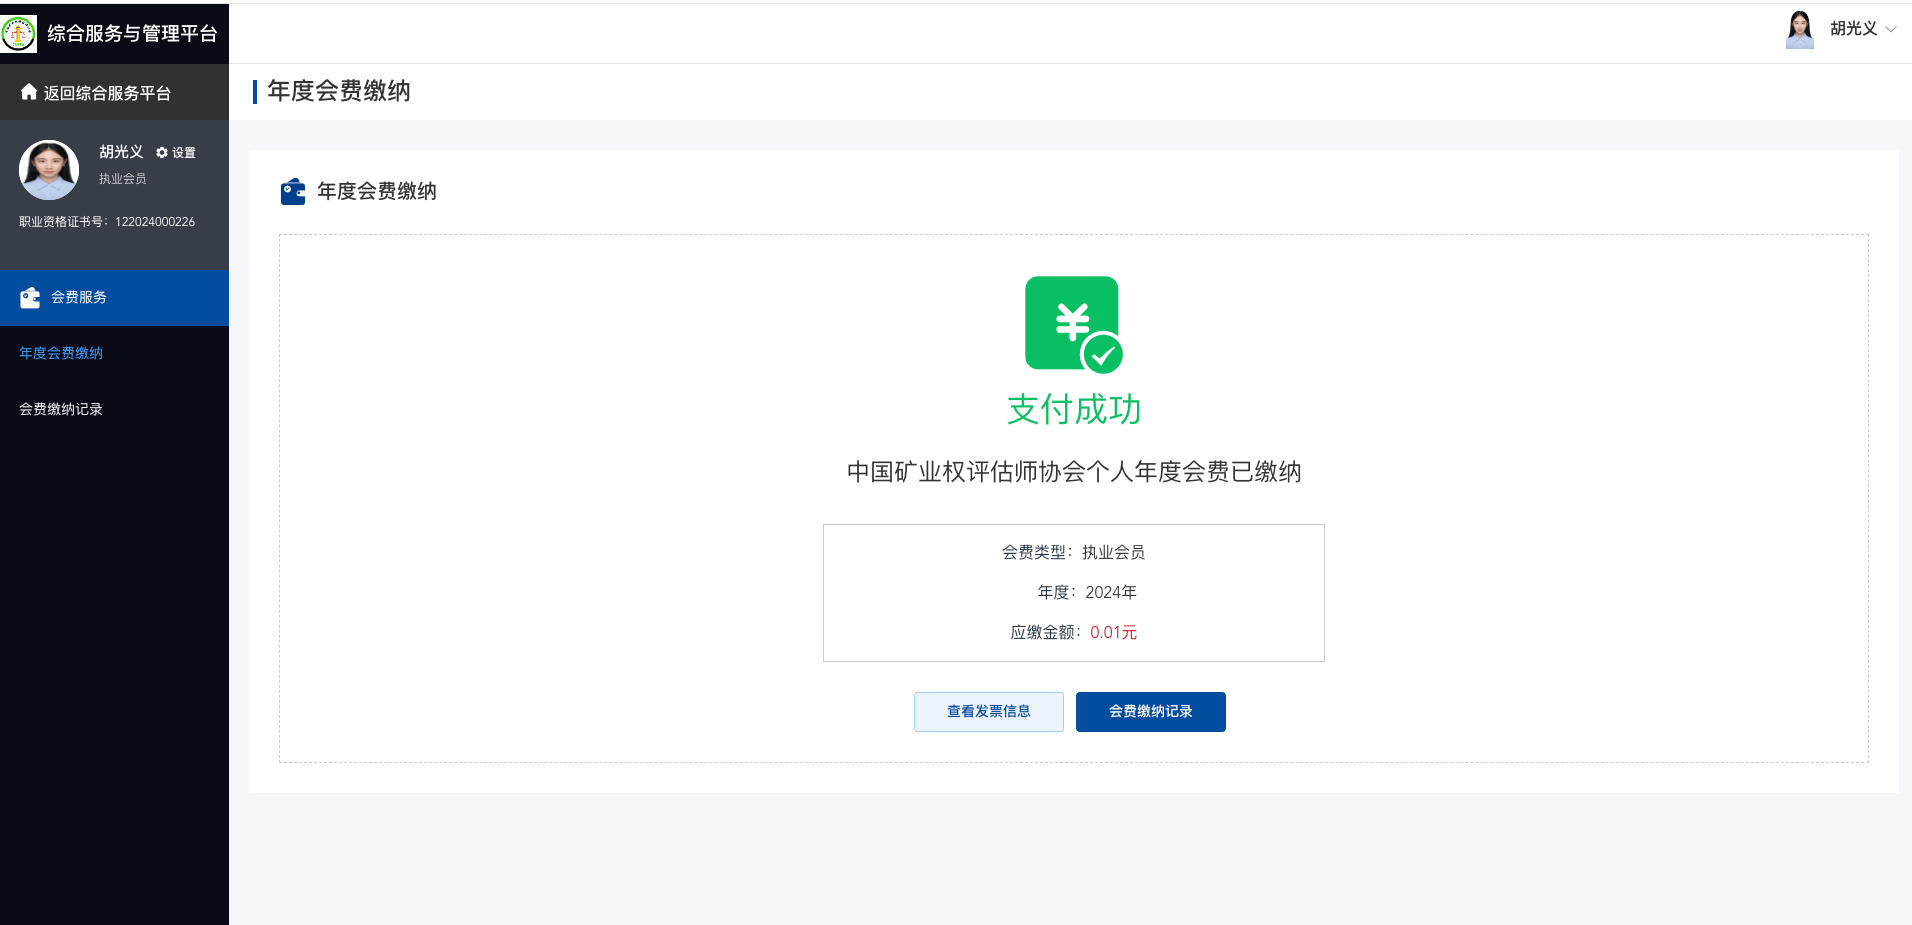 综合服务与管理平台
胡光义
返回综合服务平台
年度会费缴纳
胡光义 设置
执业会员
职业资格证书号：122024000226
年度会费缴纳
会费服务
年度会费缴纳
会费缴纳记录
支付成功
中国矿业权评估师协会个人年度会费已缴纳
会费类型：执业会员
年度：2024年
应缴金额：0.01元
查看发票信息 会费缴纳记录